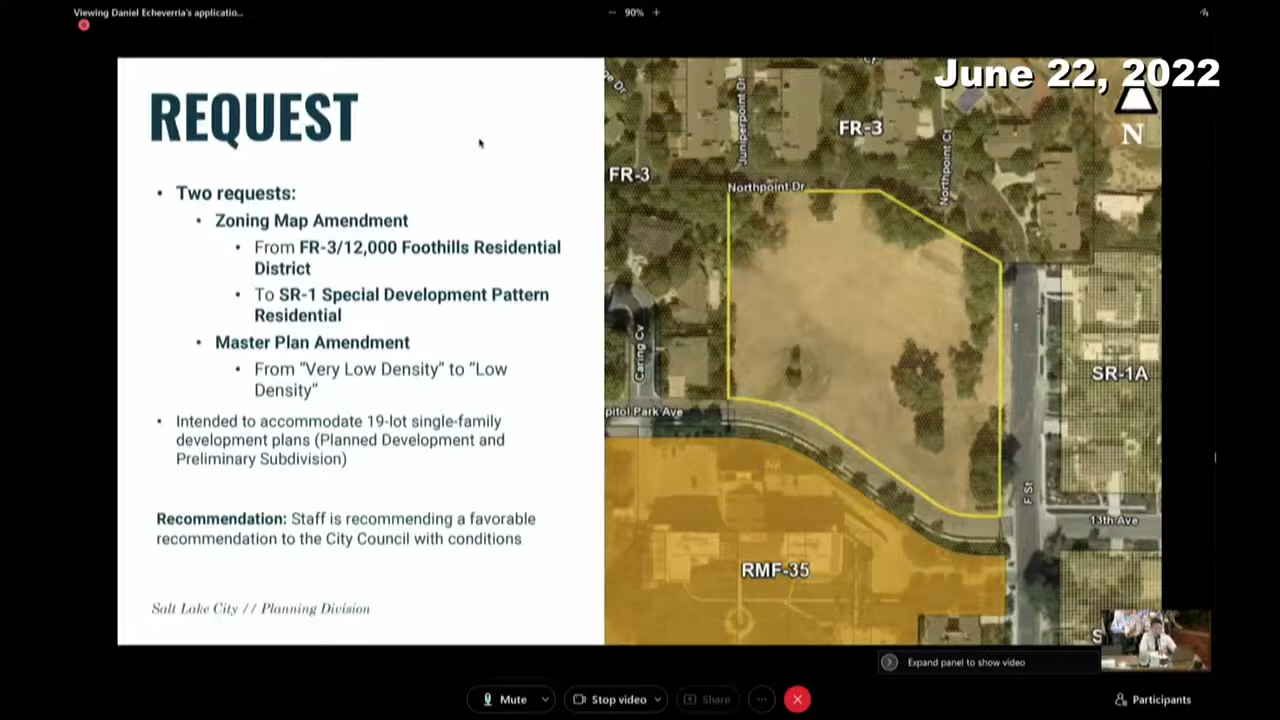 Viewing Daniel Echeverria's applicatio...
90%
June 22, 2022
REQUEST
• Two requests:
• Zoning Map Amendment
• From FR-3/12,000 Foothills Residential
District
• To SR-1 Special Development Pattern
Residential
• Master Plan Amendment
• From “Very Low Density” to “Low
Density”
• Intended to accommodate 19-lot single-family
development plans (Planned Development and
Preliminary Subdivision)
Recommendation: Staff is recommending a favorable
recommendation to the City Council with conditions
Salt Lake City // Planning Division
Juniperpoint Dr
FR-3
N
Northpoint Ct
FR-3
Northpoint Dr
Caring Cv
SR-1A
pitol Park Ave
F St
13th Ave
RMF-35
S
Expand panel to show video
Mute
Stop video
Share
Participants